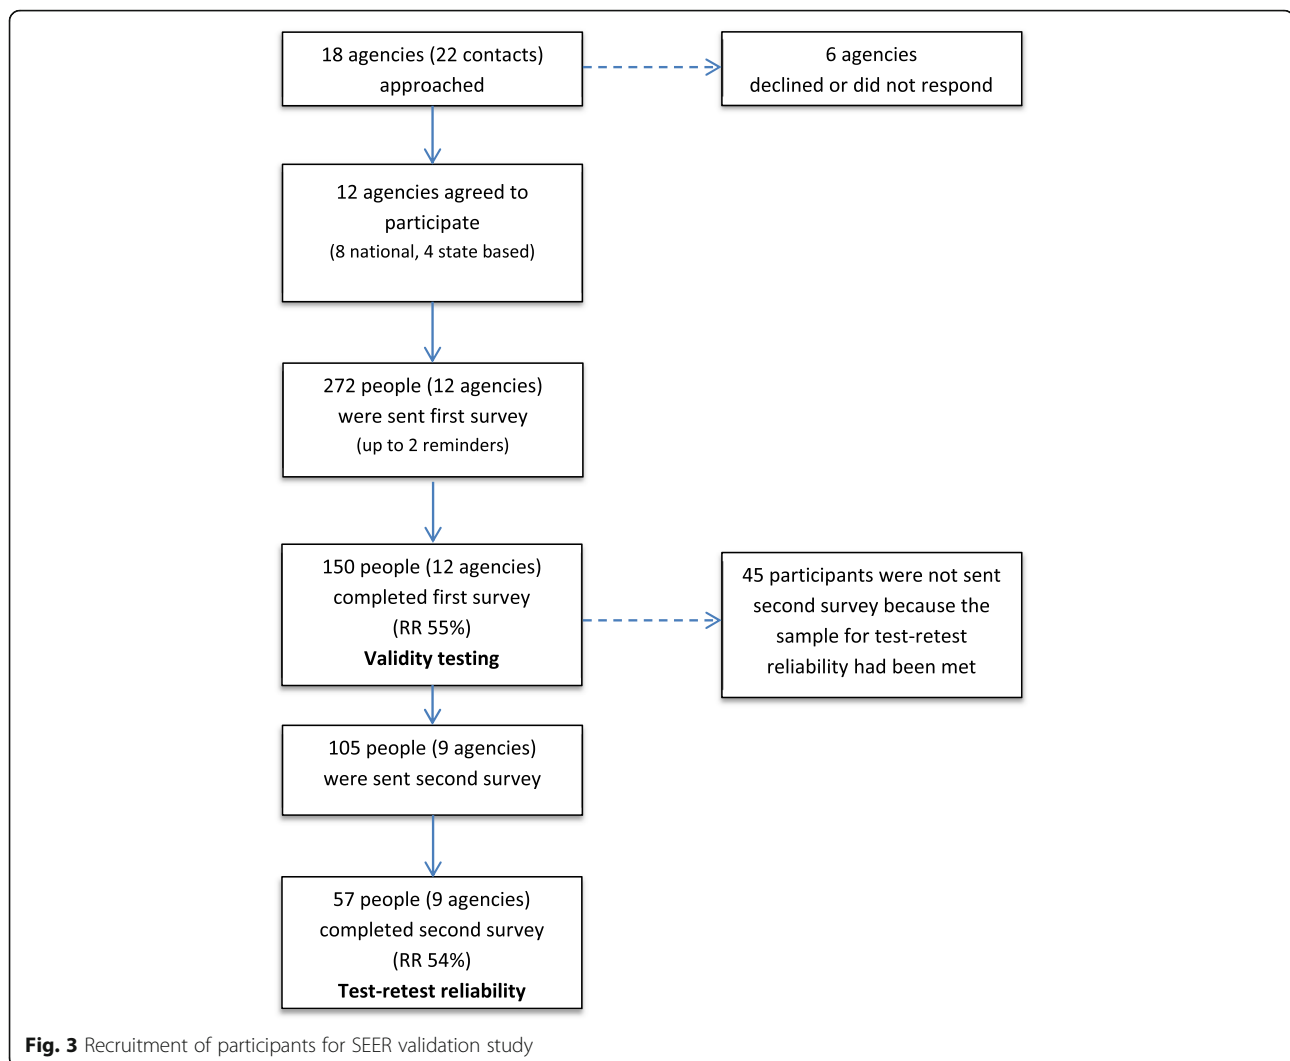 18 agencies (22 contacts)
approached
6 agencies
declined or did not respond
12 agencies agreed to
participate
(8 national, 4 state based)
272 people (12 agencies)
were sent first survey
(up to 2 reminders)
150 people (12 agencies)
completed first survey
(RR 55%)
Validity testing
45 participants were not sent
second survey because the
sample for test-retest
reliability had been met
105 people (9 agencies)
were sent second survey
57 people (9 agencies)
completed second survey
(RR 54%)
Test-retest reliability
Fig. 3 Recruitment of participants for SEER validation study